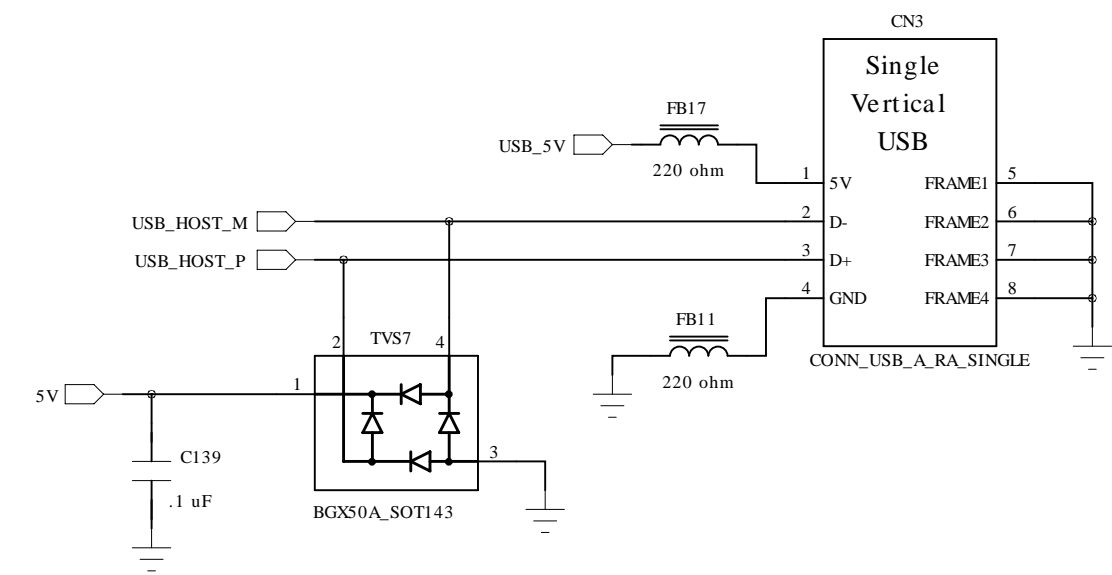 CN3
Single
Vertical
USB
FB17
USB_5V
220 ohm
1
5V
FRAME1
5
USB_HOST_M
2
D-
FRAME2
6
USB_HOST_P
3
D+
FRAME3
7
4
GND
FRAME4
8
FB11
220 ohm
CONN_USB_A_RA_SINGLE
2
TVS7
4
5V
1
3
C139
.1 uF
BGX50A_SOT143